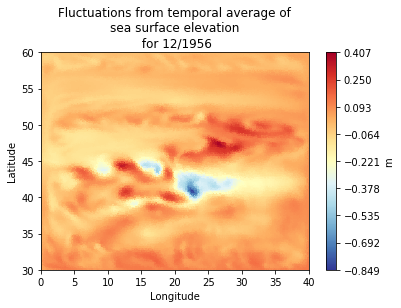 Fluctuations from temporal average of
sea surface elevation
for 12/1956
60
55
50
45
40
35
30
Latitude
0 5 10 15 20 25 30 35 40
Longitude
0.407
0.250
0.093
−0.064
−0.221
−0.378
−0.535
−0.692
−0.849
m